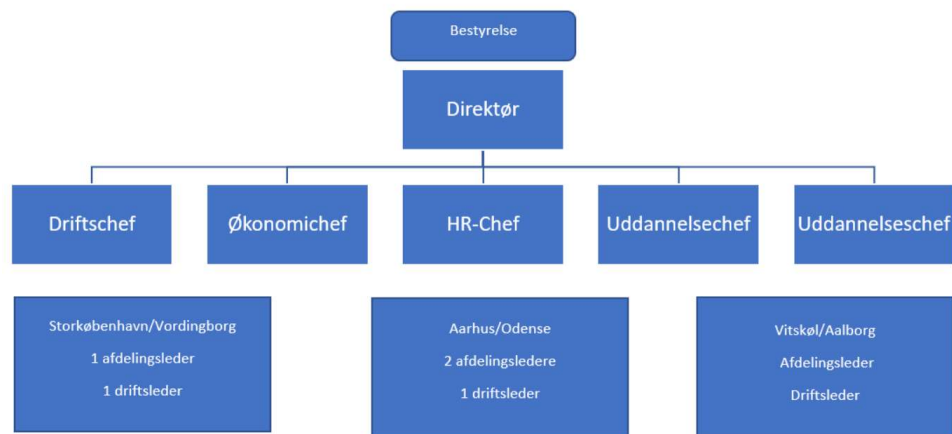 Bestyrelse
Direktør
Driftschef
Økonomichef
HR-Chef
Uddannelsechef
Uddannelseschef
Storkøbenhavn/Vordingborg
1 afdelingsleder
1 driftsleder
Aarhus/Odense
2 afdelingsledere
1 driftsleder
Vitskøl/Aalborg
Afdelingsleder
Driftsleder